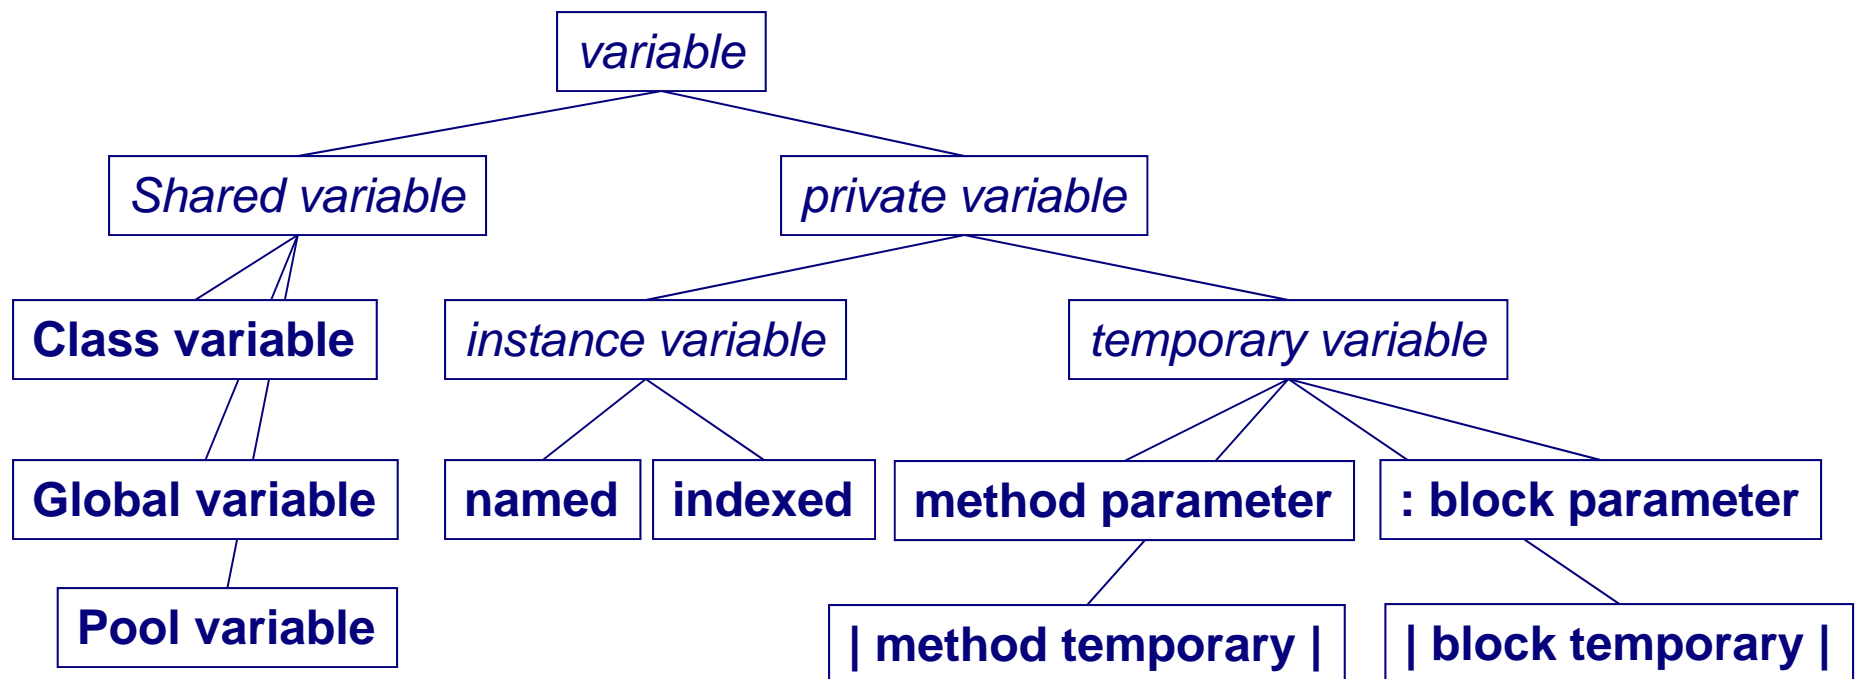 variable
Shared variable
private variable
Class variable
instance variable
temporary variable
Global variable
named
indexed
method parameter
: block parameter
Pool variable
| method temporary |
| block temporary |